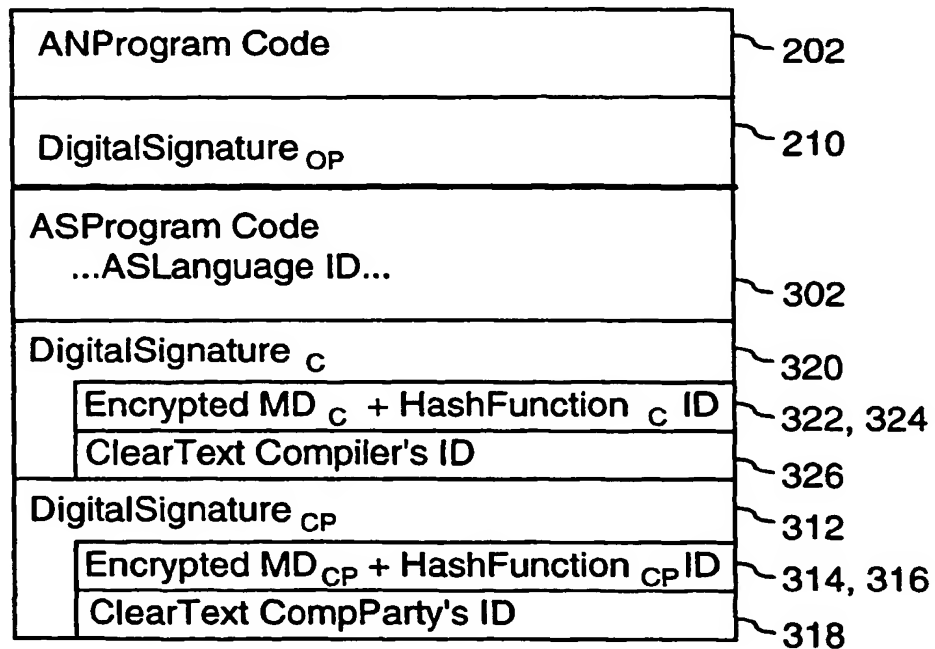 ANProgram Code 202
DigitalSignature OP 210
ASProgram Code
...ASLanguage ID... 302
DigitalSignature C 320
Encrypted MD C + HashFunction C ID 322, 324
ClearText Compiler's ID 326
DigitalSignature CP 312
Encrypted MD CP + HashFunction CP ID 314, 316
ClearText CompParty's ID 318